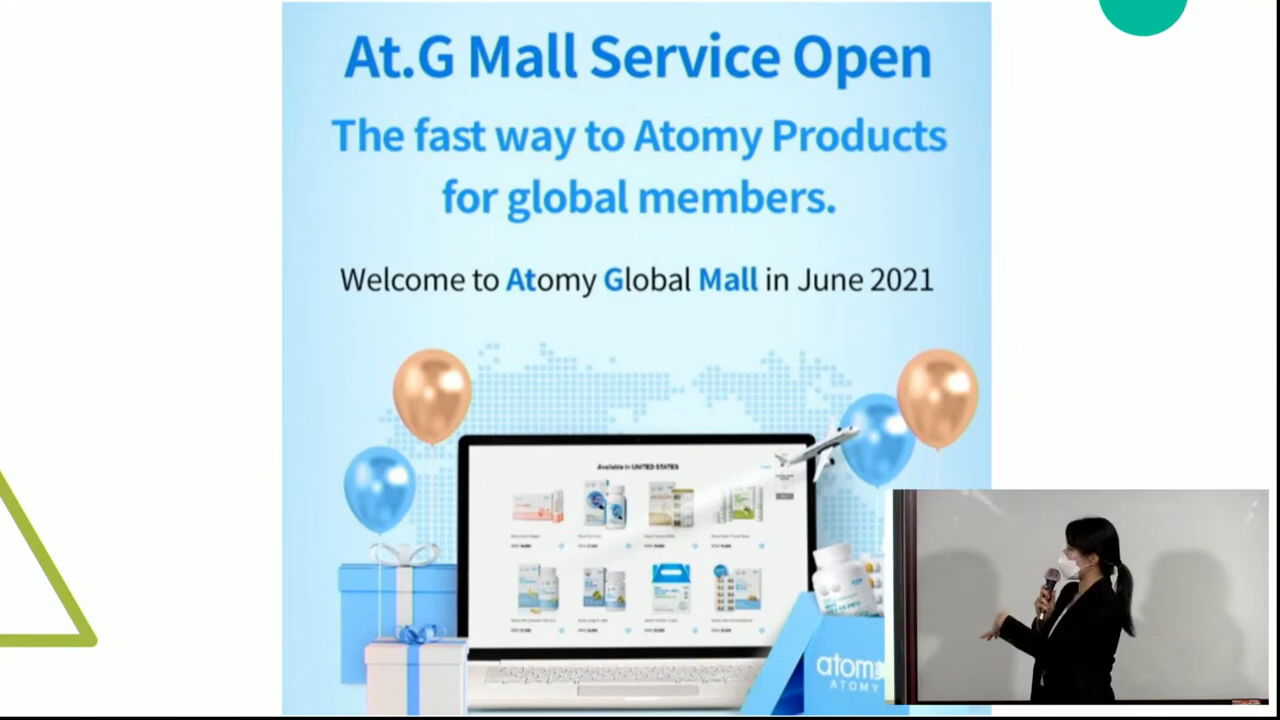 At.G Mall Service Open
The fast way to Atomy Products
for global members.
Welcome to Atomy Global Mall in June 2021
Available in UNITED STATES
atom
ATOMY